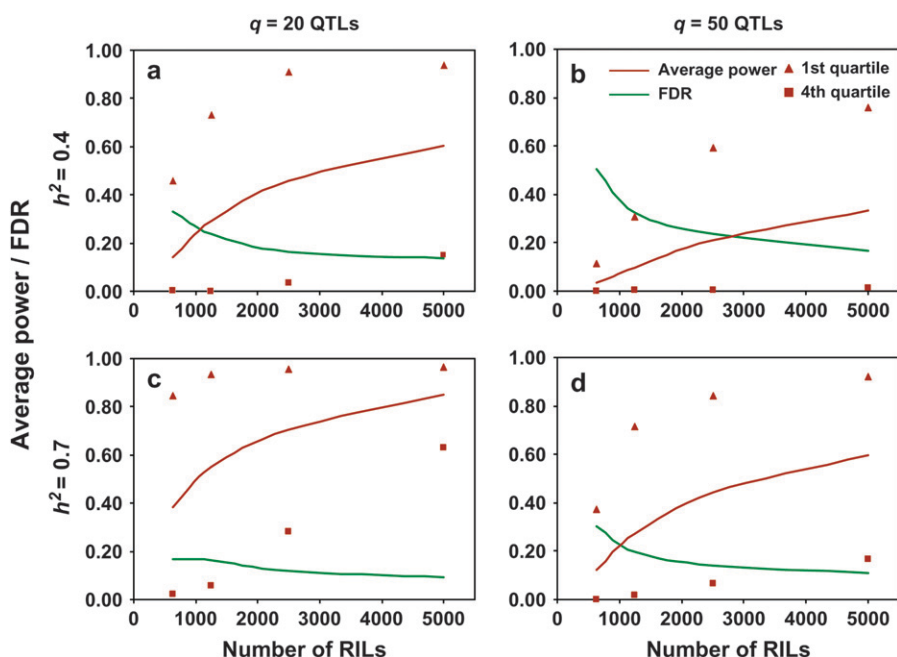 q = 20 QTLs
q = 50 QTLs
Average power / FDR
h² = 0.4
1.00
0.80
0.60
0.40
0.20
0.00
a
0 1000 2000 3000 4000 5000
1.00
0.80
0.60
0.40
0.20
0.00
b
Average power
FDR
1st quartile
4th quartile
0 1000 2000 3000 4000 5000
h² = 0.7
1.00
0.80
0.60
0.40
0.20
0.00
c
0 1000 2000 3000 4000 5000
Number of RILs
1.00
0.80
0.60
0.40
0.20
0.00
d
0 1000 2000 3000 4000 5000
Number of RILs